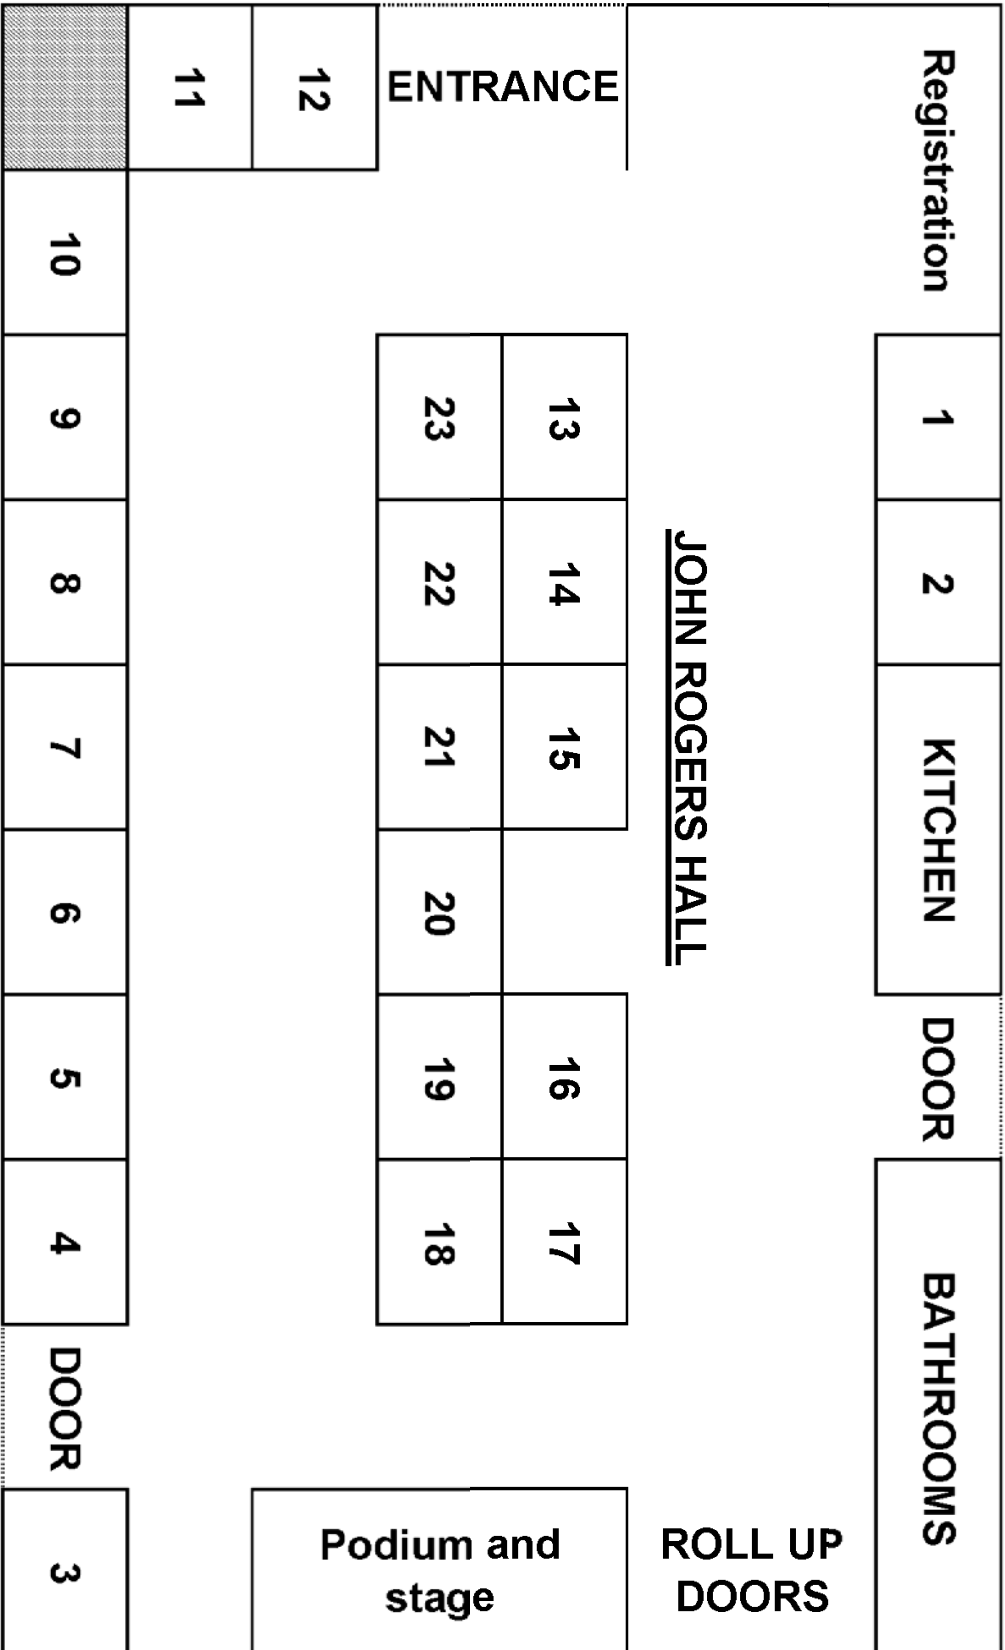 11
12
ENTRANCE
Registration
10
9
23
13
1
8
22
14
2
JOHN ROGERS HALL
7
21
15
KITCHEN
6
20
5
19
16
DOOR
4
18
17
BATHROOMS
DOOR
3
Podium and
stage
ROLL UP
DOORS